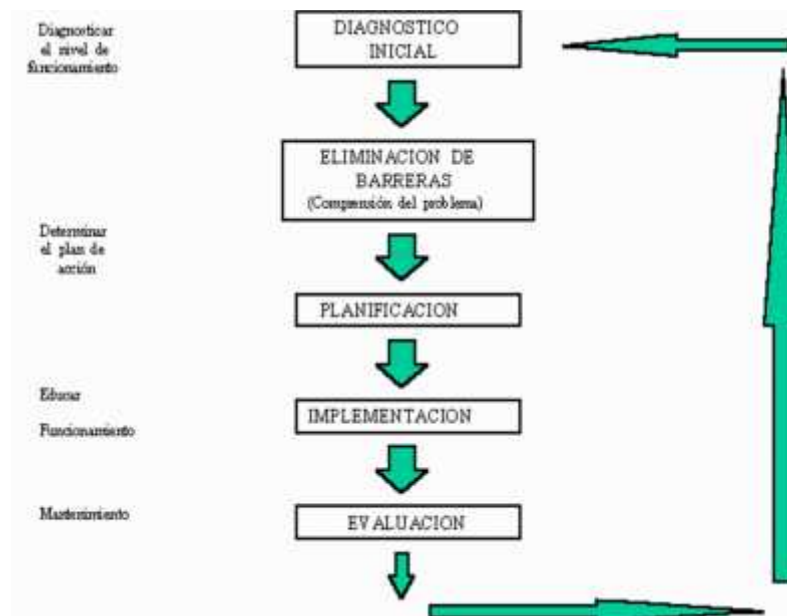 Diagnosticar
el nivel de
funcionamiento
DIAGNOSTICO
INICIAL
ELIMINACION DE
BARRERAS
(Comprensión del problema)
Determinar
el plan de
acción
PLANIFICACION
Educar
Funcionamiento
IMPLEMENTACION
Mantenimiento
EVALUACION